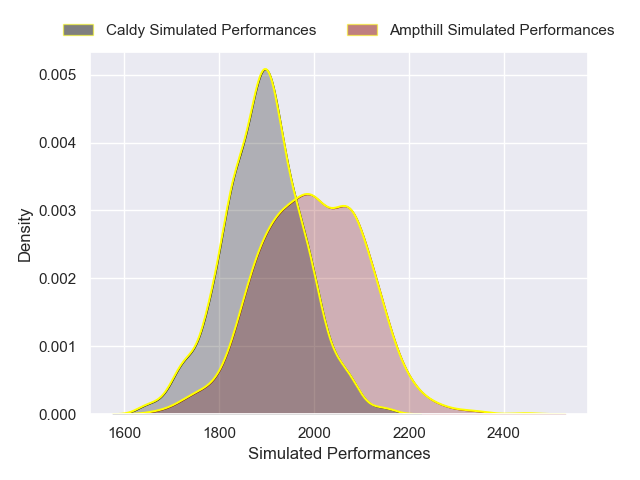 Caldy Simulated Performances
Ampthill Simulated Performances
0.005
0.004
0.003
0.002
0.001
0.000
Density
1600
1800
2000
2200
2400
Simulated Performances